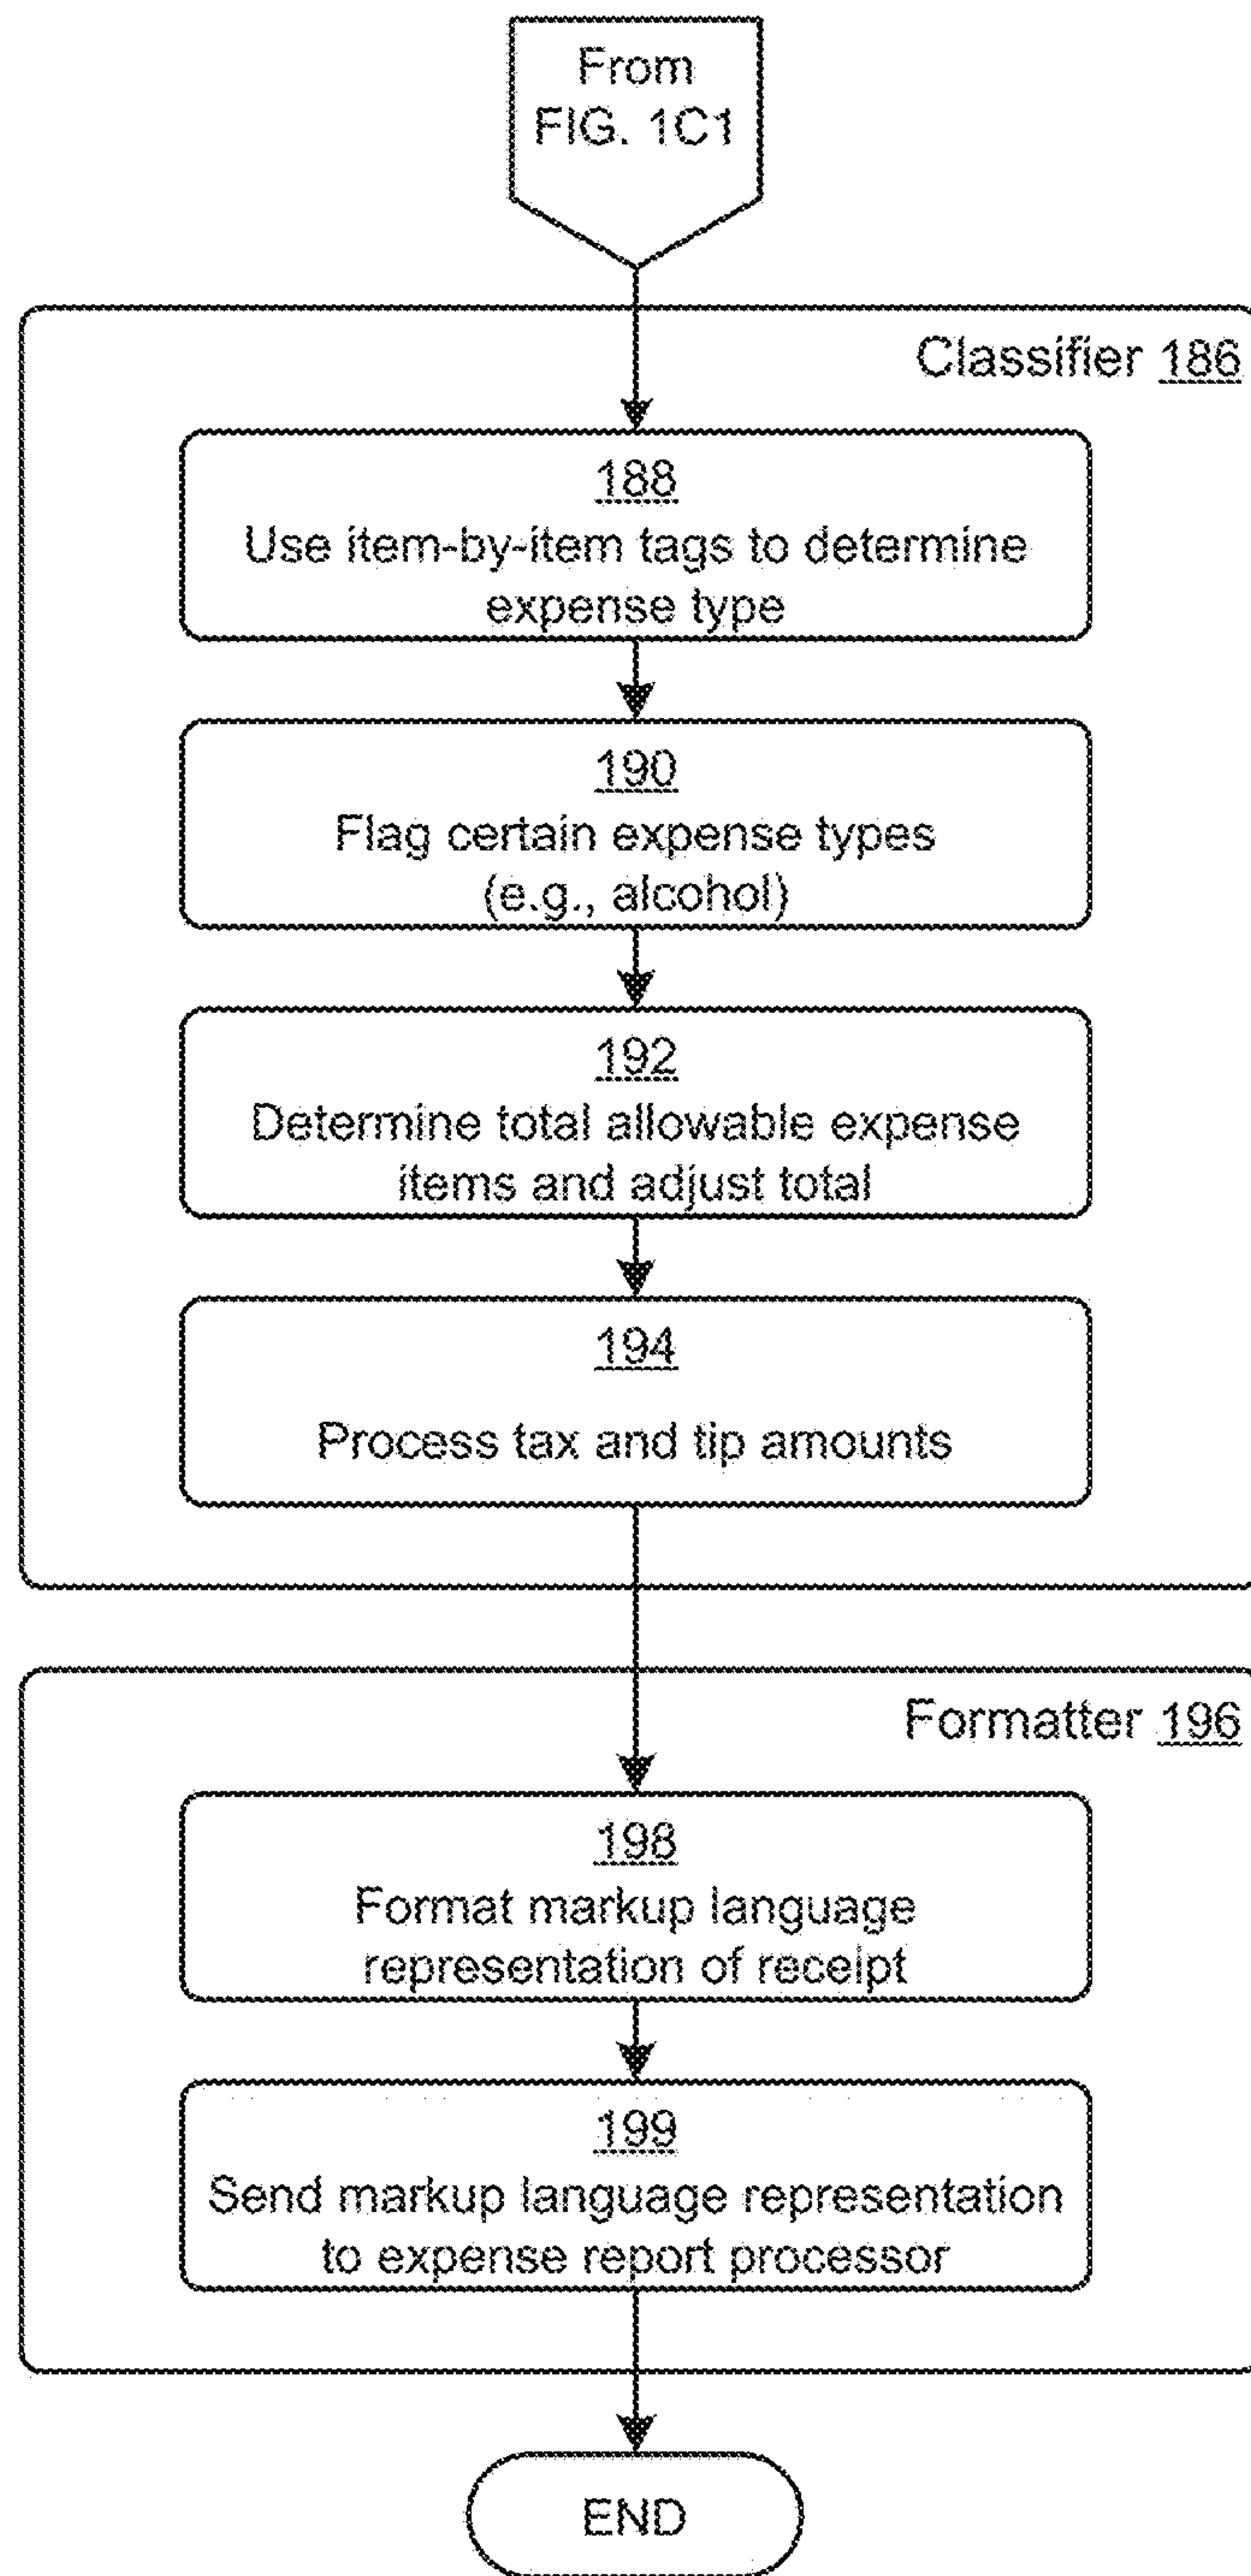 From
FIG. 1C1
Classifier 186
188
Use item-by-item tags to determine
expense type
190
Flag certain expense types
(e.g., alcohol)
192
Determine total allowable expense
items and adjust total
194
Process tax and tip amounts
Formatter 196
198
Format markup language
representation of receipt
199
Send markup language representation
to expense report processor
END